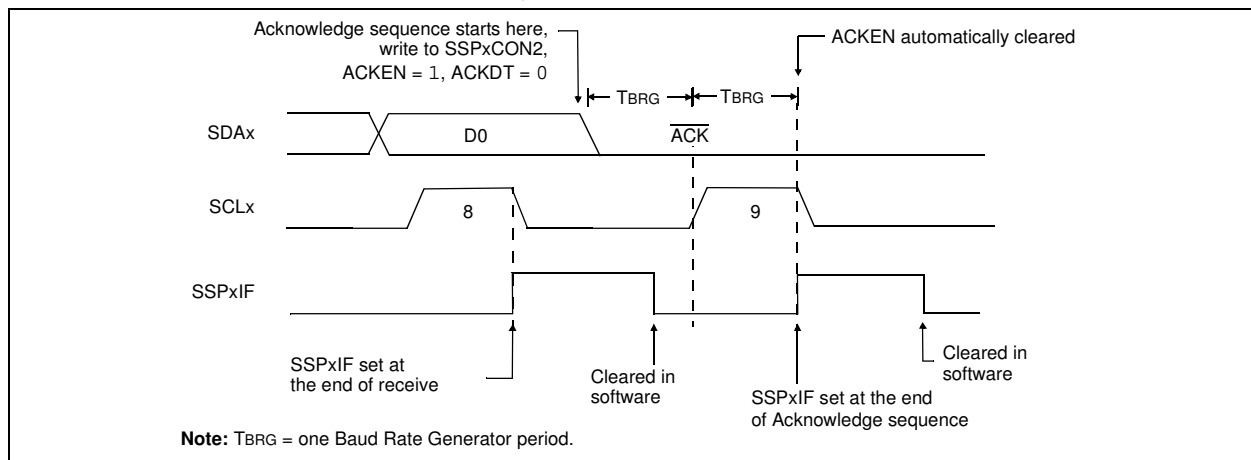 Acknowledge sequence starts here,
write to SSPxCON2,
ACKEN = 1, ACKDT = 0
ACKEN automatically cleared
TBRG
TBRG
SDAx
D0
ACK
SCLx
8
9
SSPxIF
SSPxIF set at
the end of receive
Cleared in
software
SSPxIF set at the end
of Acknowledge sequence
Cleared in
software
Note: TBRG = one Baud Rate Generator period.